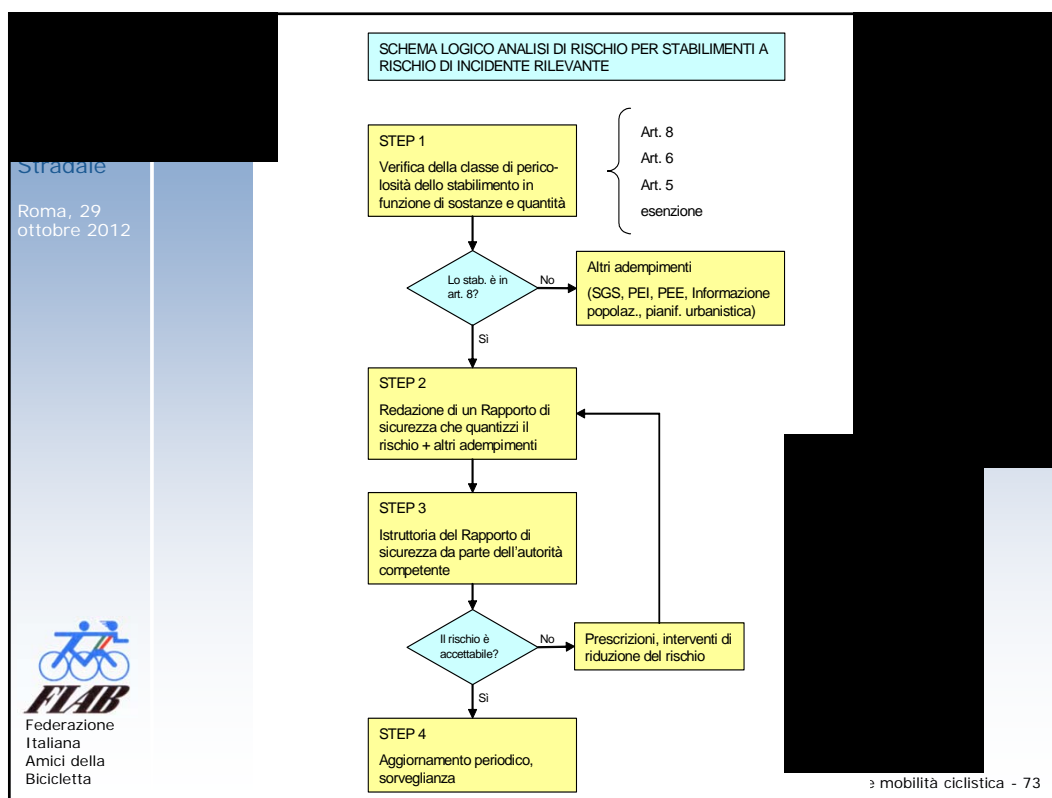 SCHEMA LOGICO ANALISI DI RISCHIO PER STABILIMENTI A
RISCHIO DI INCIDENTE RILEVANTE
Stradale
Roma, 29
ottobre 2012
STEP 1
Verifica della classe di perico-
losità dello stabilimento in
funzione di sostanze e quantità
Art. 8
Art. 6
Art. 5
esenzione
Lo stab. è in
art. 8?
No
Altri adempimenti
(SGS, PEI, PEE, Informazione
popolaz., pianif. urbanistica)
Sì
STEP 2
Redazione di un Rapporto di
sicurezza che quantizzi il
rischio + altri adempimenti
STEP 3
Istruttoria del Rapporto di
sicurezza da parte dell'autorità
competente
Il rischio è
accettabile?
No
Prescrizioni, interventi di
riduzione del rischio
Sì
STEP 4
Aggiornamento periodico,
sorveglianza
FIAB
Federazione
Italiana
Amici della
Bicicletta
e mobilità ciclistica - 73